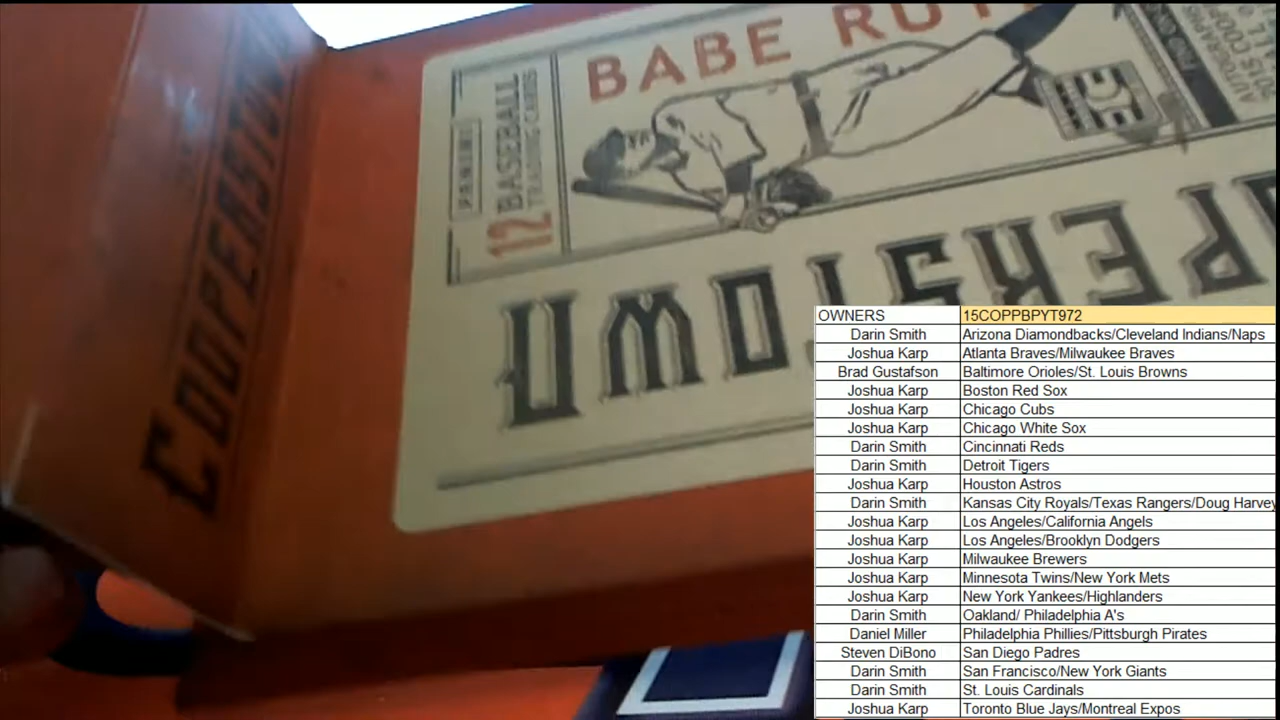 COOPERSTOWN
BABE RUT
PANINI
12 BASEBALL
TRADING CARDS
OWNERS 15COPPBPYT972
Darin Smith Arizona Diamondbacks/Cleveland Indians/Naps
Joshua Karp Atlanta Braves/Milwaukee Braves
Brad Gustafson Baltimore Orioles/St. Louis Browns
Joshua Karp Boston Red Sox
Joshua Karp Chicago Cubs
Joshua Karp Chicago White Sox
Darin Smith Cincinnati Reds
Darin Smith Detroit Tigers
Joshua Karp Houston Astros
Darin Smith Kansas City Royals/Texas Rangers/Doug Harvey
Joshua Karp Los Angeles/California Angels
Joshua Karp Los Angeles/Brooklyn Dodgers
Joshua Karp Milwaukee Brewers
Joshua Karp Minnesota Twins/New York Mets
Joshua Karp New York Yankees/Highlanders
Darin Smith Oakland/ Philadelphia A's
Daniel Miller Philadelphia Phillies/Pittsburgh Pirates
Steven DiBono San Diego Padres
Darin Smith San Francisco/New York Giants
Darin Smith St. Louis Cardinals
Joshua Karp Toronto Blue Jays/Montreal Expos